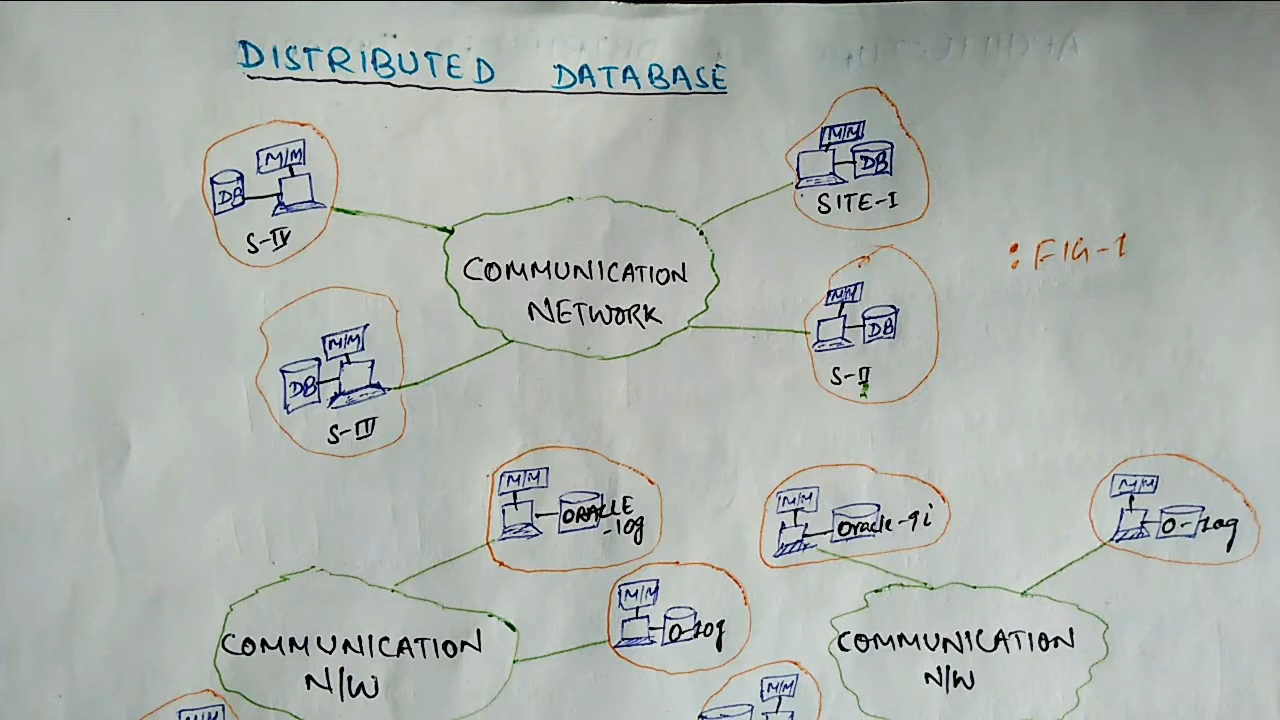 DISTRIBUTED DATABASE
M/M
DB
S-IV
M/M
DB
SITE-I
COMMUNICATION
NETWORK
: FIG-1
M/M
DB
S-II
M/M
DB
S-III
M/M
ORACLE
-10g
M/M
Oracle-9i
M/M
O-10g
M/M
O-10g
COMMUNICATION
N/W
COMMUNICATION
N/W
M/M
M/M